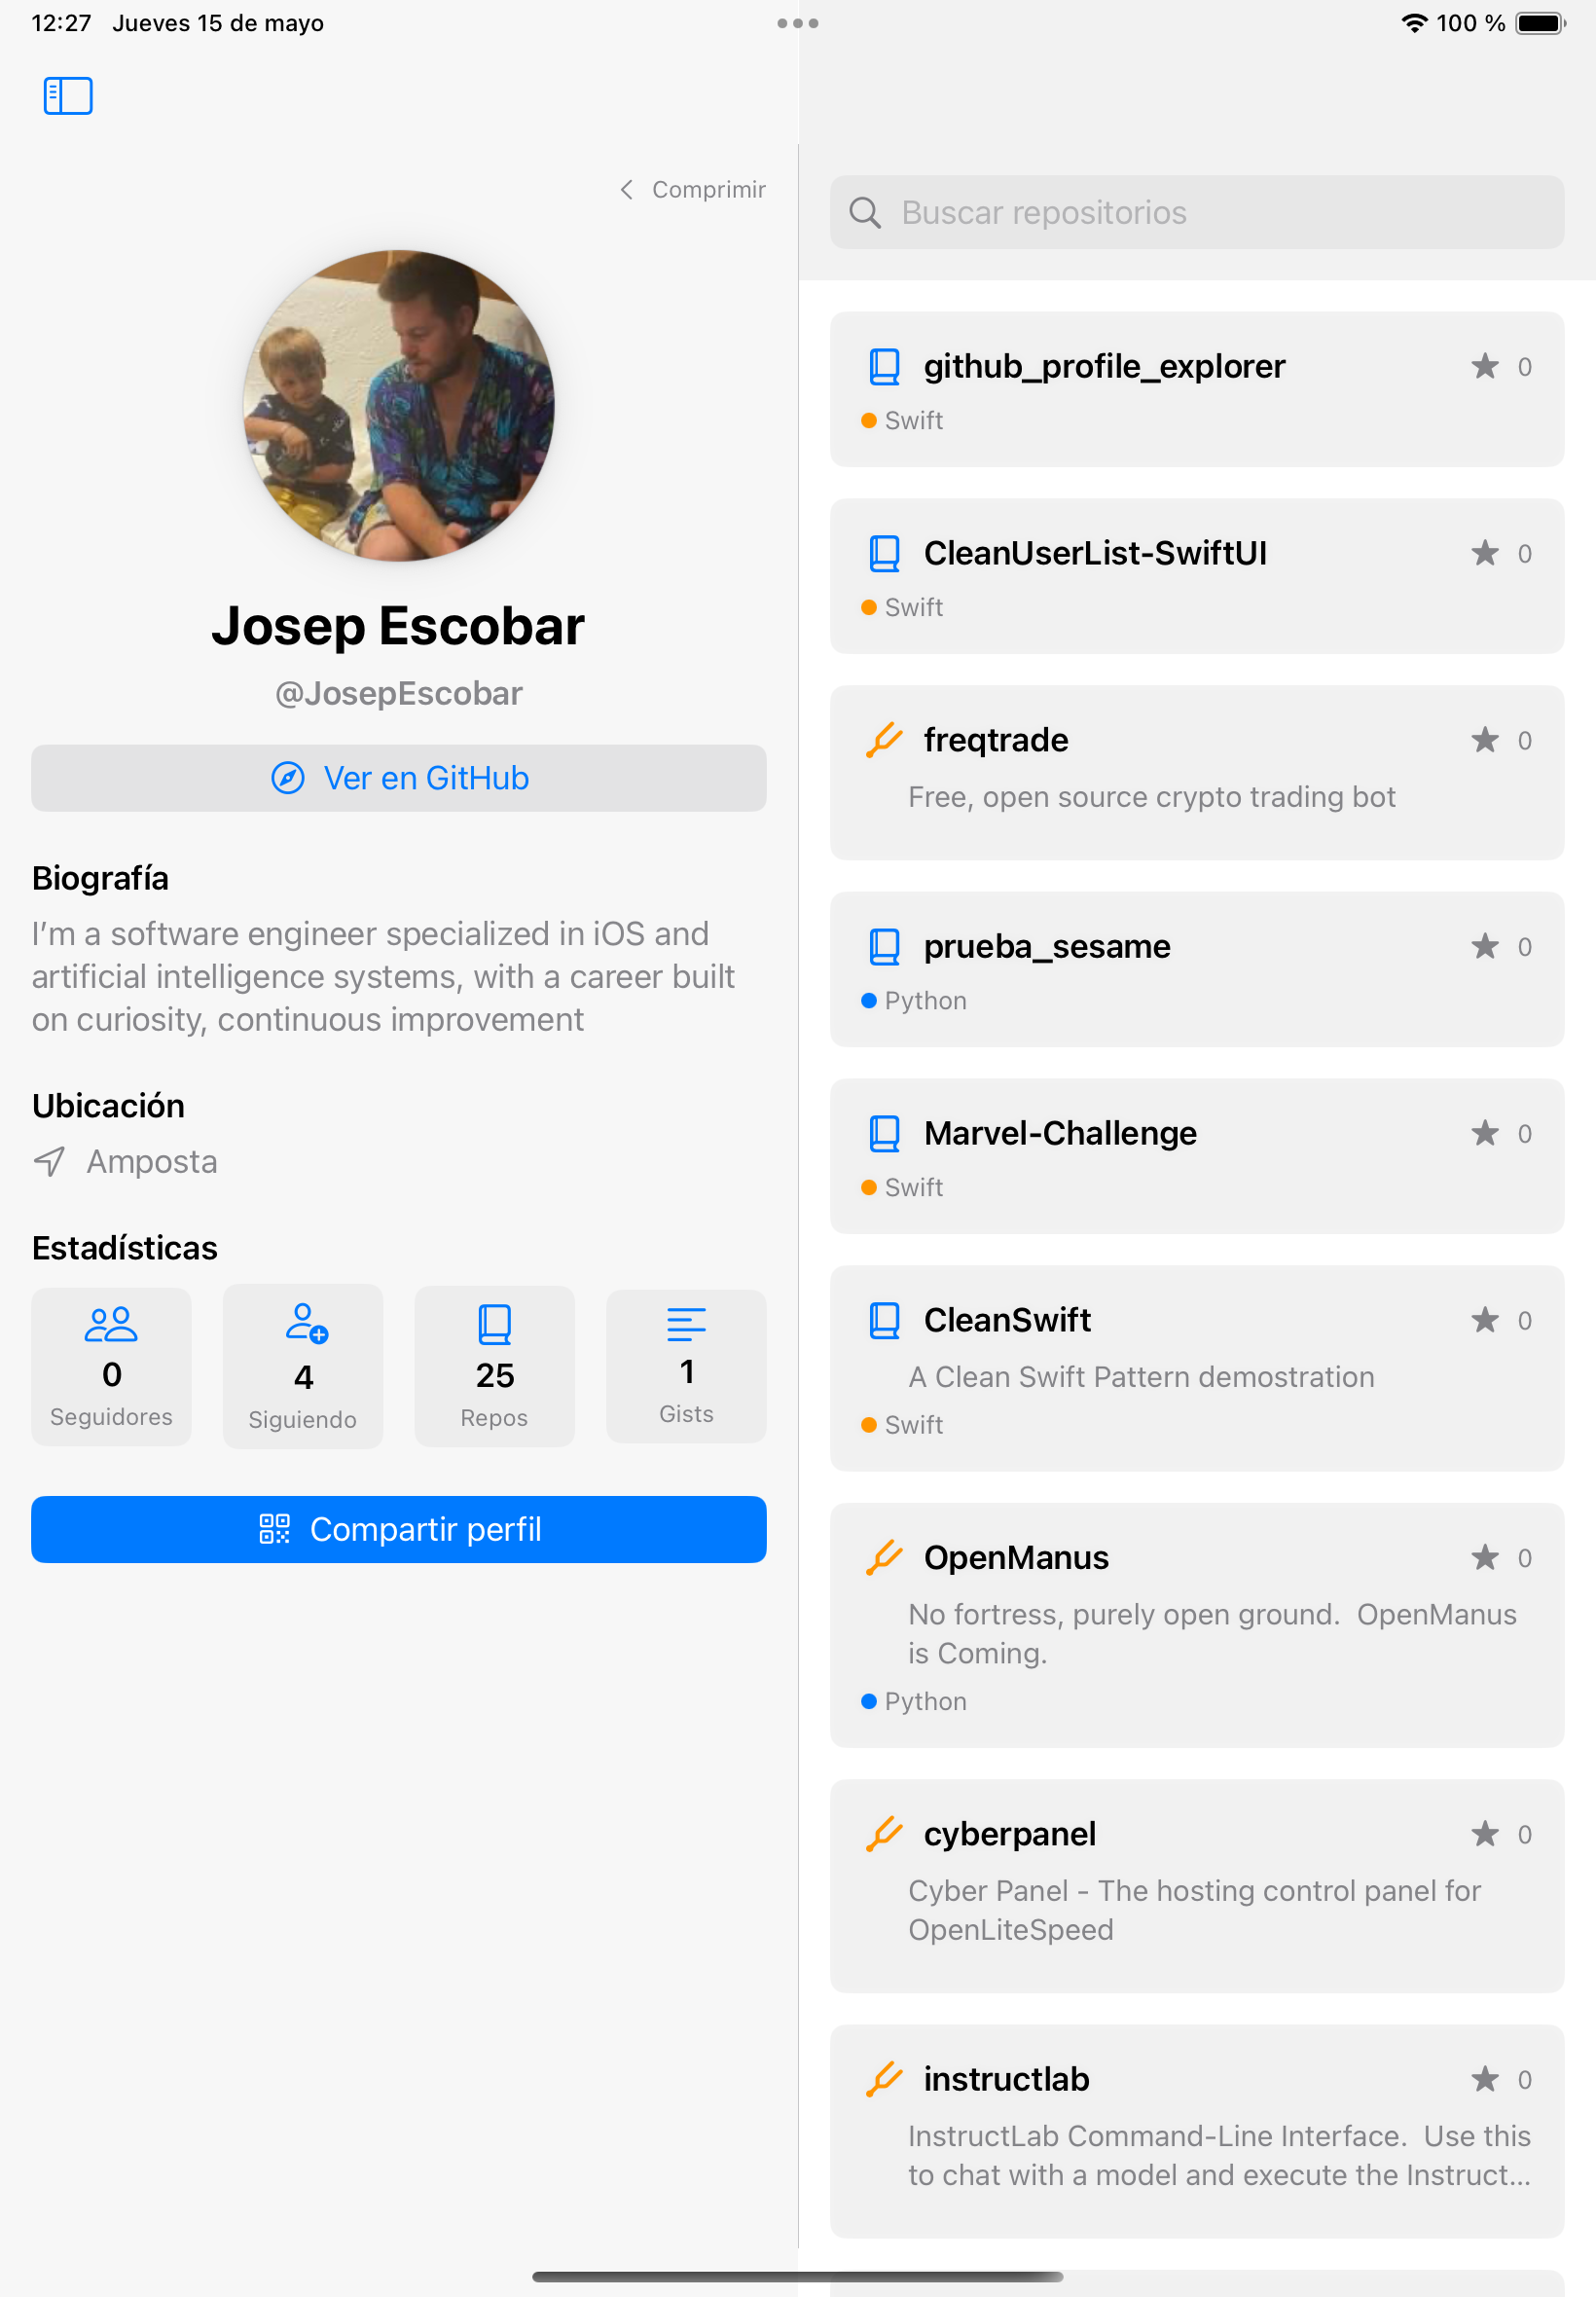 12:27 Jueves 15 de mayo
100 %
Comprimir
Josep Escobar
@JosepEscobar
Ver en GitHub
Biografía
I'm a software engineer specialized in iOS and
artificial intelligence systems, with a career built
on curiosity, continuous improvement
Ubicación
Amposta
Estadísticas
0
Seguidores
4
Siguiendo
25
Repos
1
Gists
Compartir perfil
Buscar repositorios
github_profile_explorer 0
Swift
CleanUserList-SwiftUI 0
Swift
freqtrade 0
Free, open source crypto trading bot
prueba_sesame 0
Python
Marvel-Challenge 0
Swift
CleanSwift 0
A Clean Swift Pattern demostration
Swift
OpenManus 0
No fortress, purely open ground.  OpenManus
is Coming.
Python
cyberpanel 0
Cyber Panel - The hosting control panel for
OpenLiteSpeed
instructlab 0
InstructLab Command-Line Interface.  Use this
to chat with a model and execute the Instruct...